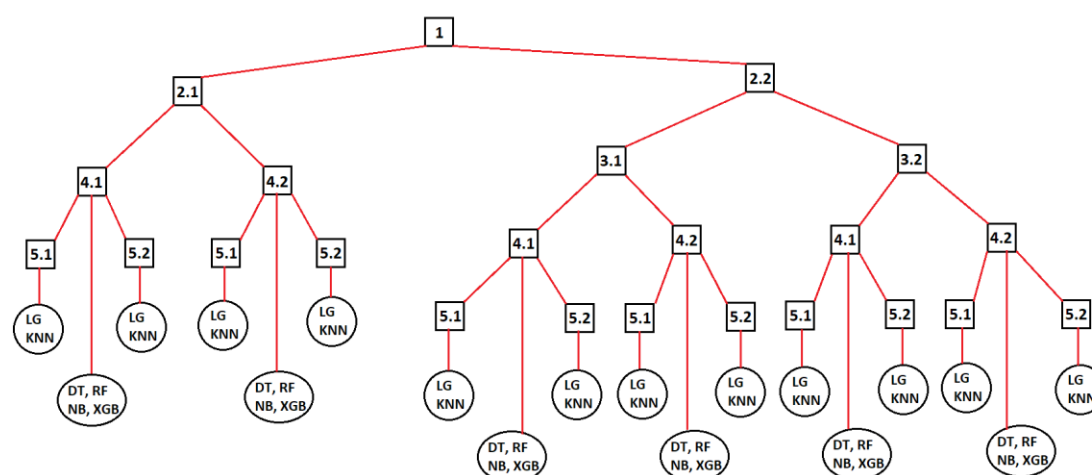 1
2.1
2.2
3.1
3.2
4.1
4.2
4.1
4.2
4.1
4.2
5.1
5.2
5.1
5.2
5.1
5.2
5.1
5.2
5.1
5.2
5.1
5.2
LG
KNN
LG
KNN
LG
KNN
LG
KNN
LG
KNN
LG
KNN
LG
KNN
LG
KNN
LG
KNN
LG
KNN
LG
KNN
LG
KNN
DT, RF
NB, XGB
DT, RF
NB, XGB
DT, RF
NB, XGB
DT, RF
NB, XGB
DT, RF
NB, XGB
DT, RF
NB, XGB